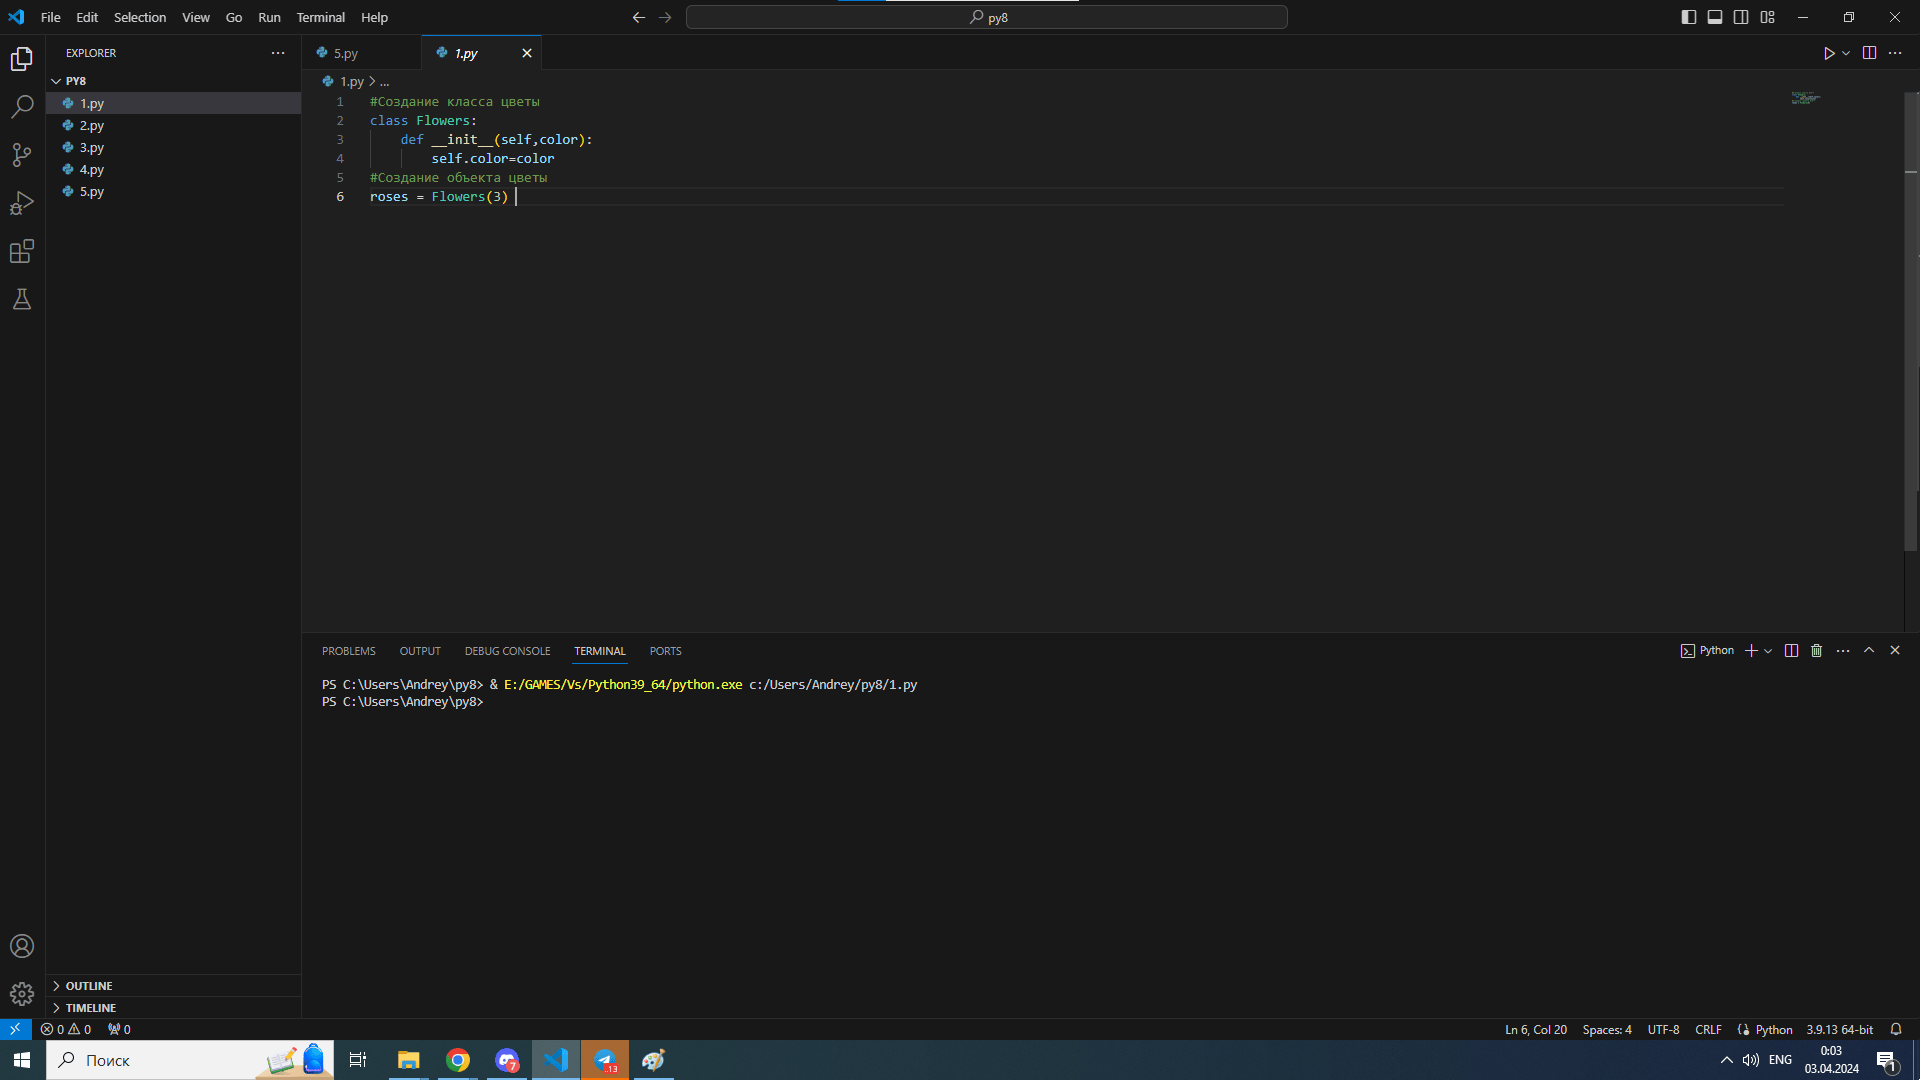 File Edit Selection View Go Run Terminal Help
py8
EXPLORER
PY8
1.py
2.py
3.py
4.py
5.py
5.py
1.py
1.py > ...
1 #Создание класса цветы
2 class Flowers:
3 def __init__(self,color):
4 self.color=color
5 #Создание объекта цветы
6 roses = Flowers(3)
PROBLEMS OUTPUT DEBUG CONSOLE TERMINAL PORTS
Python
PS C:\Users\Andrey\py8> & E:/GAMES/Vs/Python39_64/python.exe c:/Users/Andrey/py8/1.py
PS C:\Users\Andrey\py8>
OUTLINE
TIMELINE
0 0 0
Ln 6, Col 20 Spaces: 4 UTF-8 CRLF Python 3.9.13 64-bit
Поиск
7
..13
ENG
0:03
03.04.2024
1